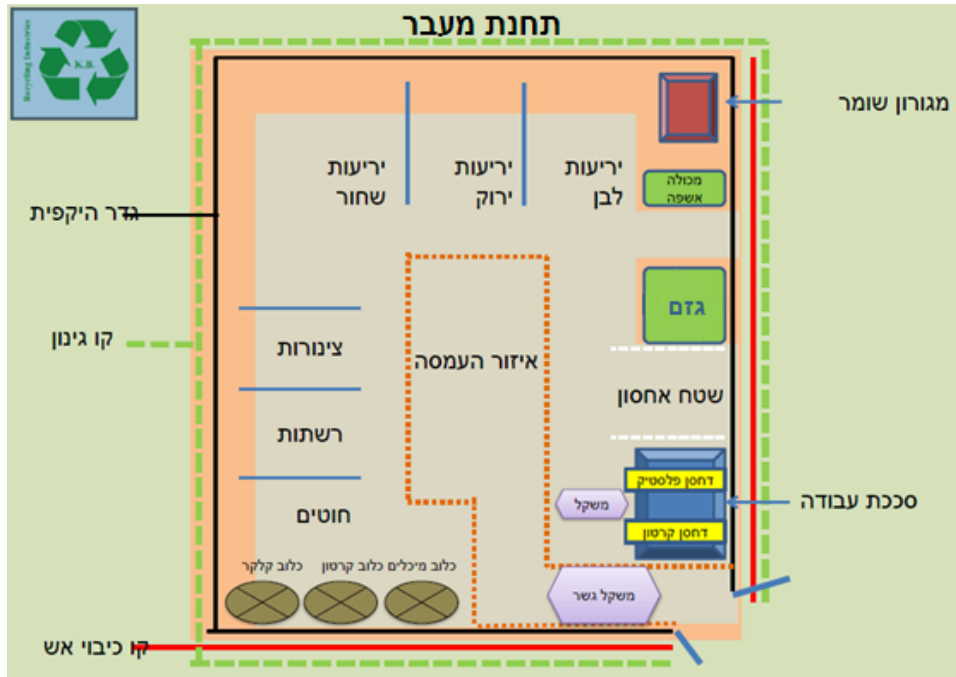 תחנת מעבר
Recycling Industries
K.B.
מגורון שומר
יריעות
לבן
יריעות
ירוק
יריעות
שחור
מכולה
אשפה
גדר היקפית
גזם
קו גינון
צינורות
איזור העמסה
שטח אחסון
רשתות
דחסן פלסטיק
משקל
סככת עבודה
חוטים
דחסן קרטון
כלוב מיכלים
כלוב קרטון
כלוב קלקר
משקל גשר
קו כיבוי אש